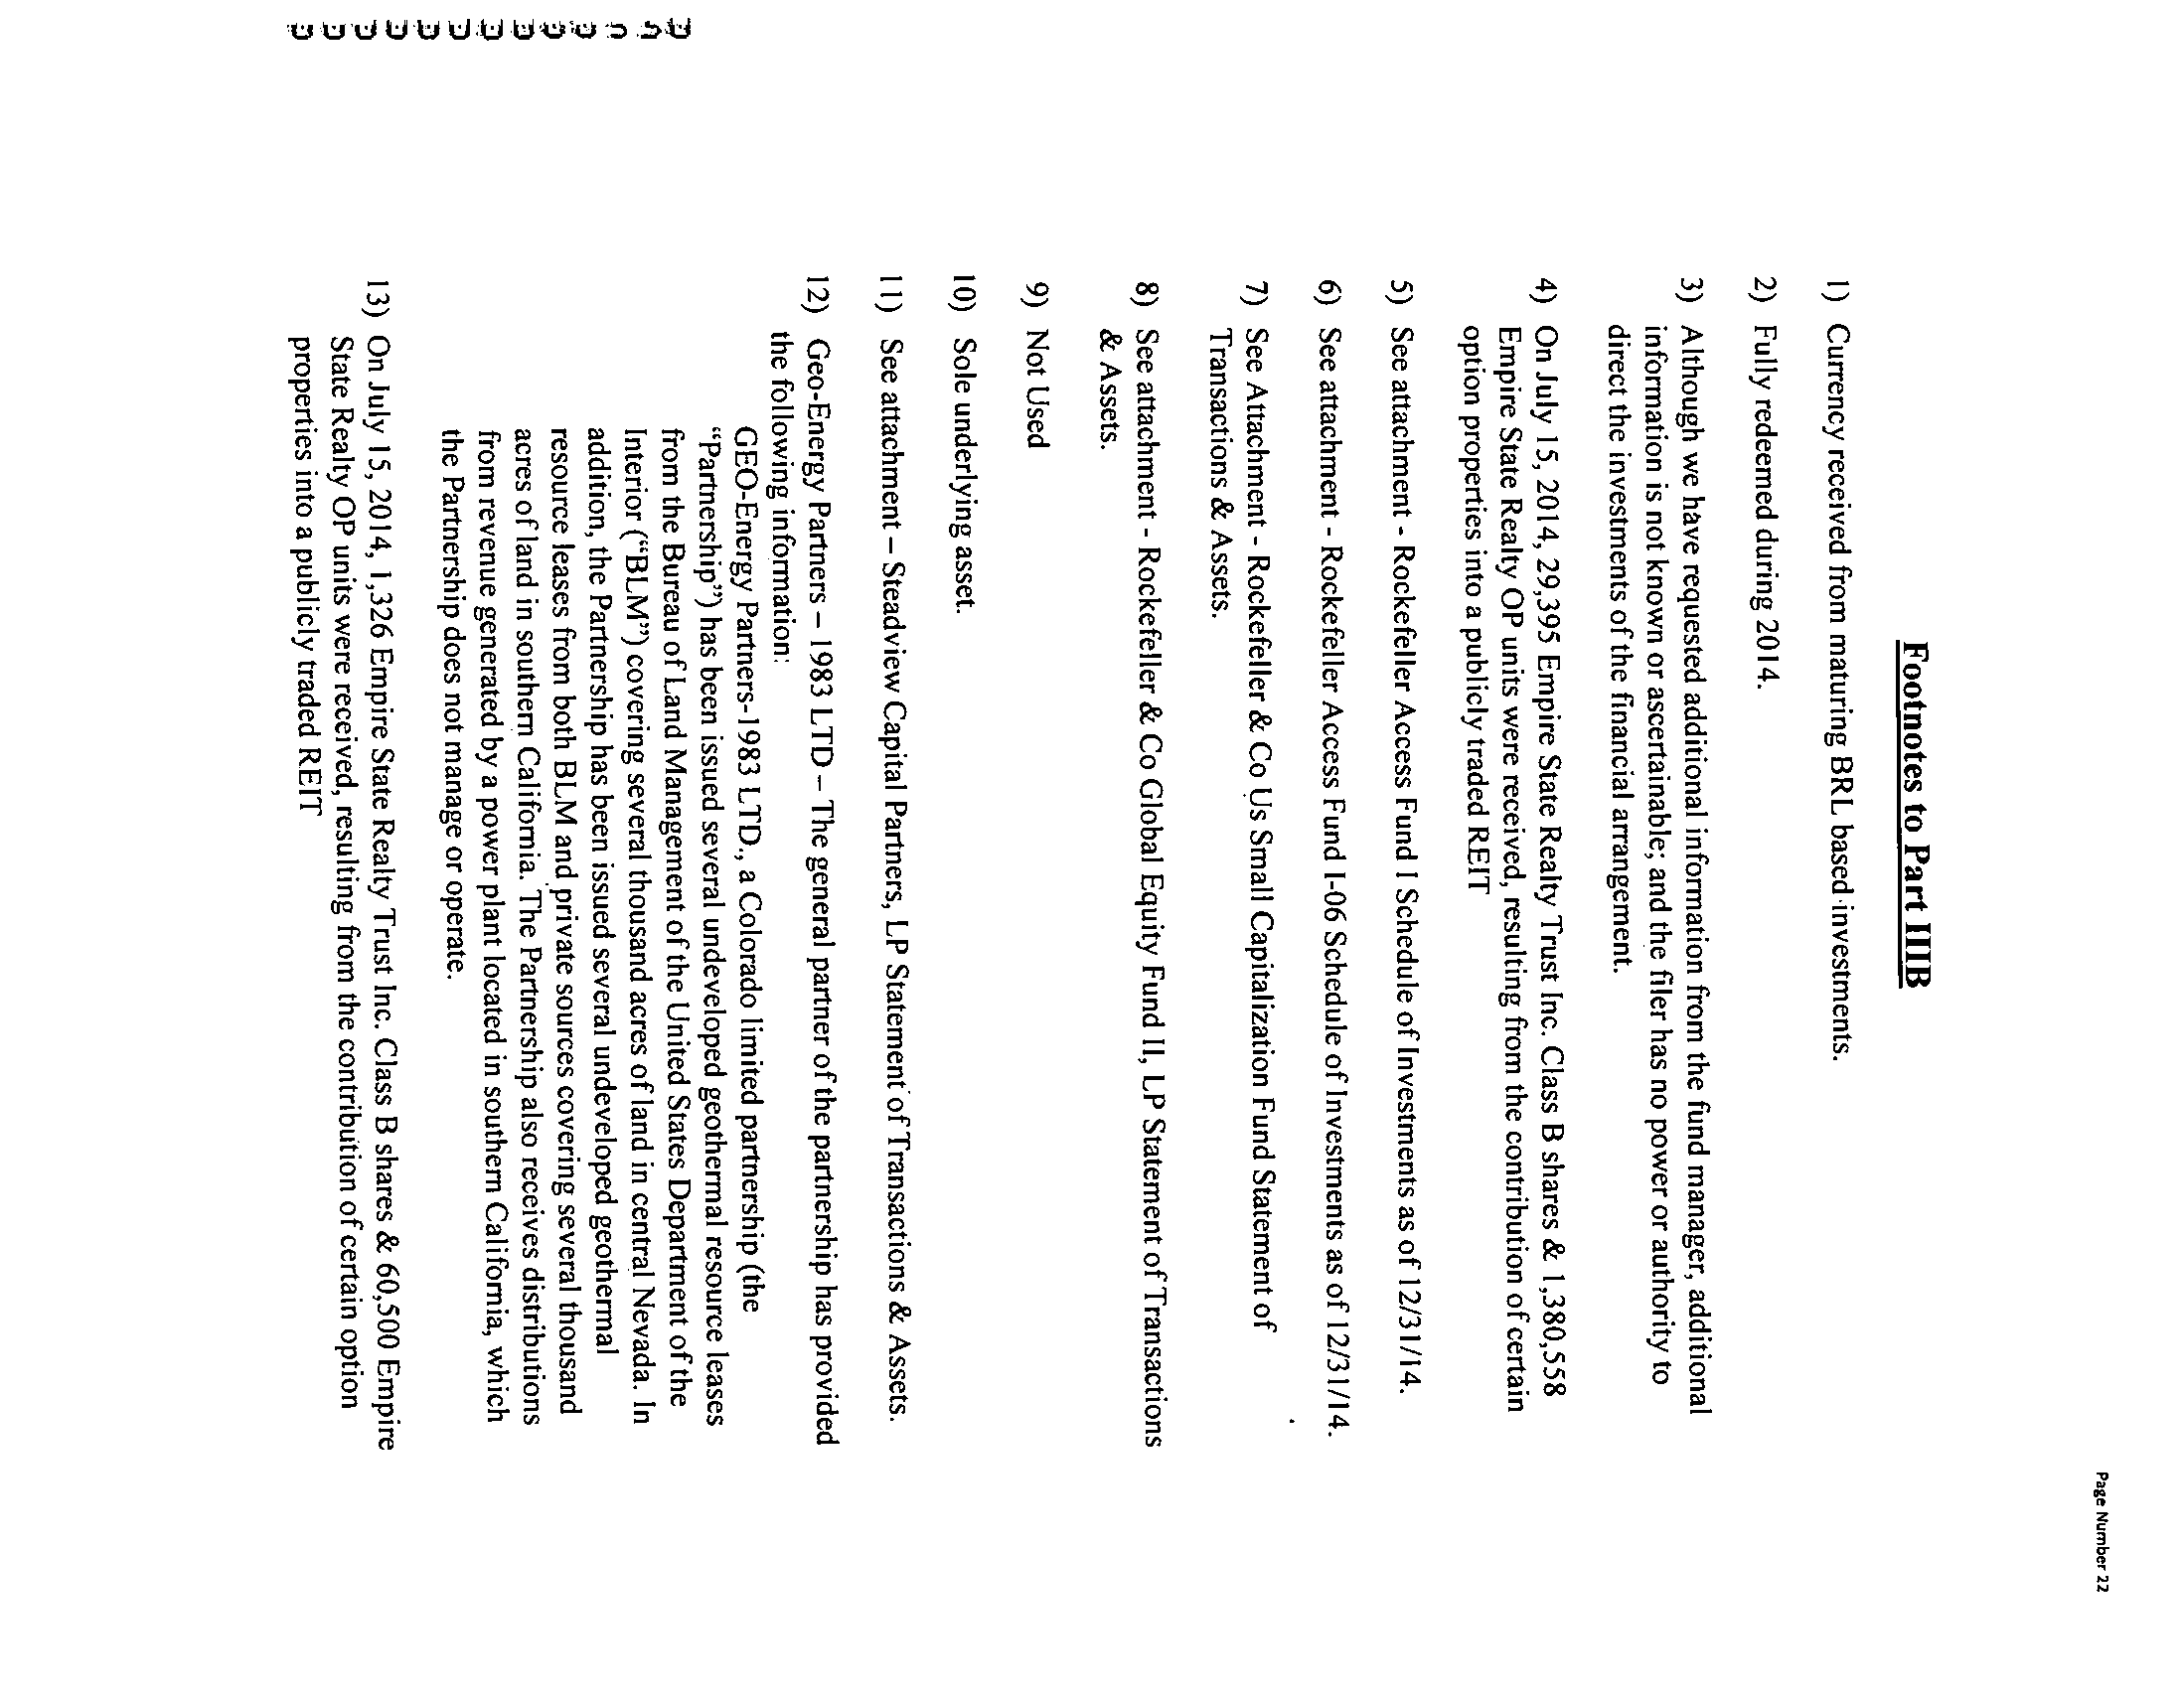 Page Number 22
Footnotes to Part IIIB
1) Currency received from maturing BRL based investments.
2) Fully redeemed during 2014.
3) Although we have requested additional information from the fund manager, additional
information is not known or ascertainable; and the filer has no power or authority to
direct the investments of the financial arrangement.
4) On July 15, 2014, 29,395 Empire State Realty Trust Inc. Class B shares & 1,380,558
Empire State Realty OP units were received, resulting from the contribution of certain
option properties into a publicly traded REIT
5) See attachment - Rockefeller Access Fund I Schedule of Investments as of 12/31/14.
6) See attachment - Rockefeller Access Fund I-06 Schedule of Investments as of 12/31/14.
7) See Attachment - Rockefeller & Co Us Small Capitalization Fund Statement of
Transactions & Assets.
8) See attachment - Rockefeller & Co Global Equity Fund II, LP Statement of Transactions
& Assets.
9) Not Used
10) Sole underlying asset.
11) See attachment – Steadview Capital Partners, LP Statement of Transactions & Assets.
12) Geo-Energy Partners – 1983 LTD – The general partner of the partnership has provided
the following information:
GEO-Energy Partners-1983 LTD., a Colorado limited partnership (the
“Partnership”) has been issued several undeveloped geothermal resource leases
from the Bureau of Land Management of the United States Department of the
Interior (“BLM”) covering several thousand acres of land in central Nevada. In
addition, the Partnership has been issued several undeveloped geothermal
resource leases from both BLM and private sources covering several thousand
acres of land in southern California. The Partnership also receives distributions
from revenue generated by a power plant located in southern California, which
the Partnership does not manage or operate.
13) On July 15, 2014, 1,326 Empire State Realty Trust Inc. Class B shares & 60,500 Empire
State Realty OP units were received, resulting from the contribution of certain option
properties into a publicly traded REIT